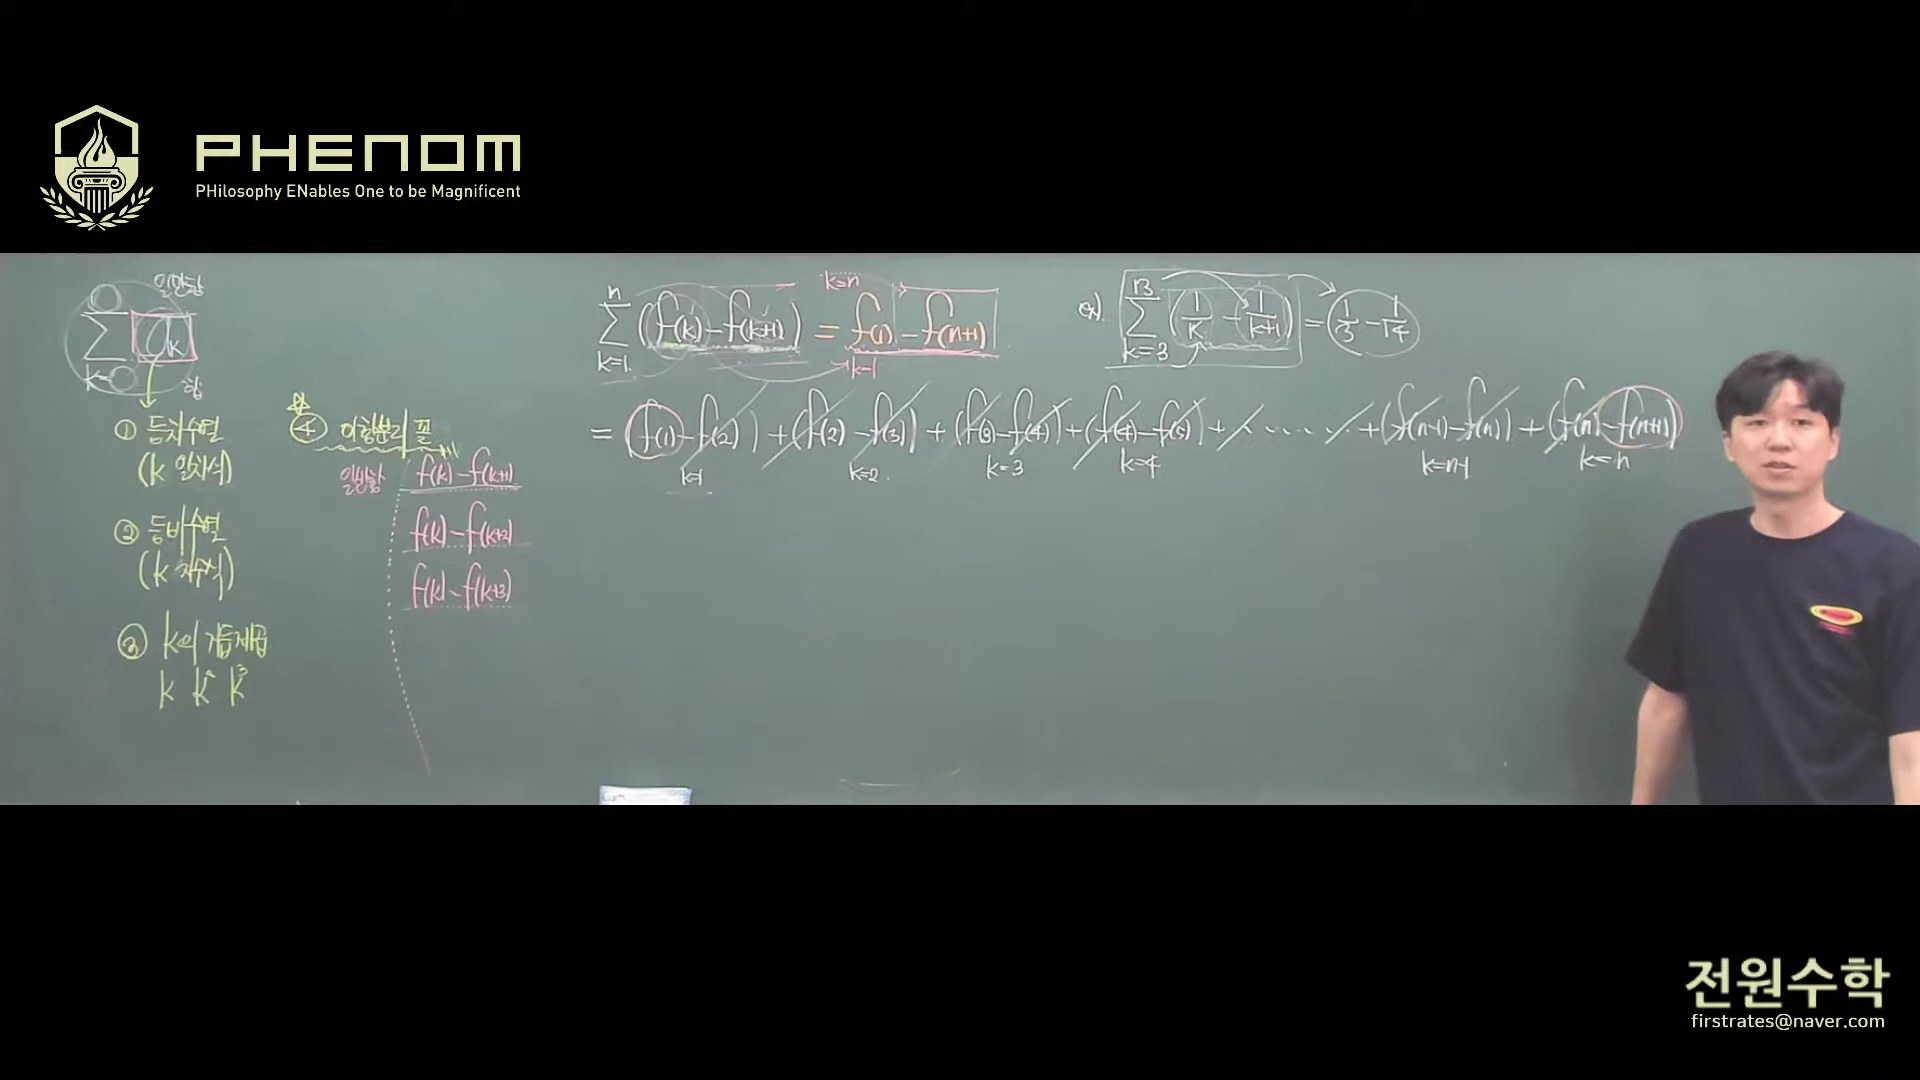 PHENOM
PHilosophy ENables One to be Magnificent
일반항
∑ a_k
k=○
합
① 등차수열
(k 일차식)
② 등비수열
(k 지수식)
③ k의 거듭제곱
k k² k³
④ 이항분리 꼴
일반항 f(k)-f(k+1)
f(k)-f(k+2)
f(k)-f(k+3)
n
∑ (f(k)-f(k+1)) = f(1)-f(n+1)
k=1
k=n
k=1
ex) 13
∑ (1/k - 1/(k+1)) = (1/3 - 1/14)
k=3
= (f(1)-f(2)) + (f(2)-f(3)) + (f(3)-f(4)) + (f(4)-f(5)) + ...... + (f(n-1)-f(n)) + (f(n)-f(n+1))
k=1 k=2 k=3 k=4 k=n-1 k=n
전원수학
firstrates@naver.com